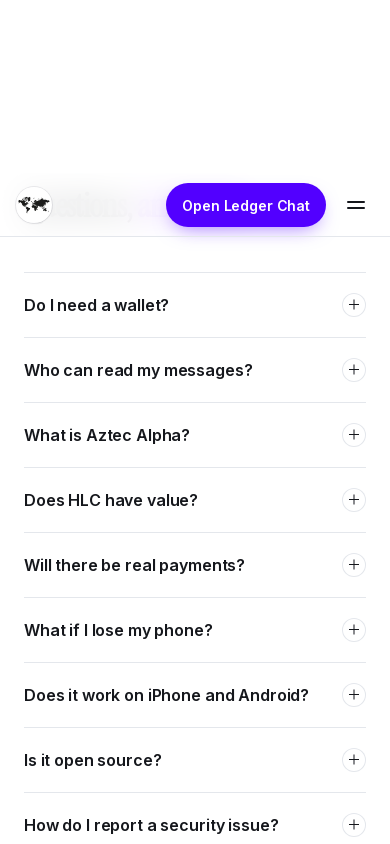 Open Ledger Chat
Do I need a wallet?
Who can read my messages?
What is Aztec Alpha?
Does HLC have value?
Will there be real payments?
What if I lose my phone?
Does it work on iPhone and Android?
Is it open source?
How do I report a security issue?